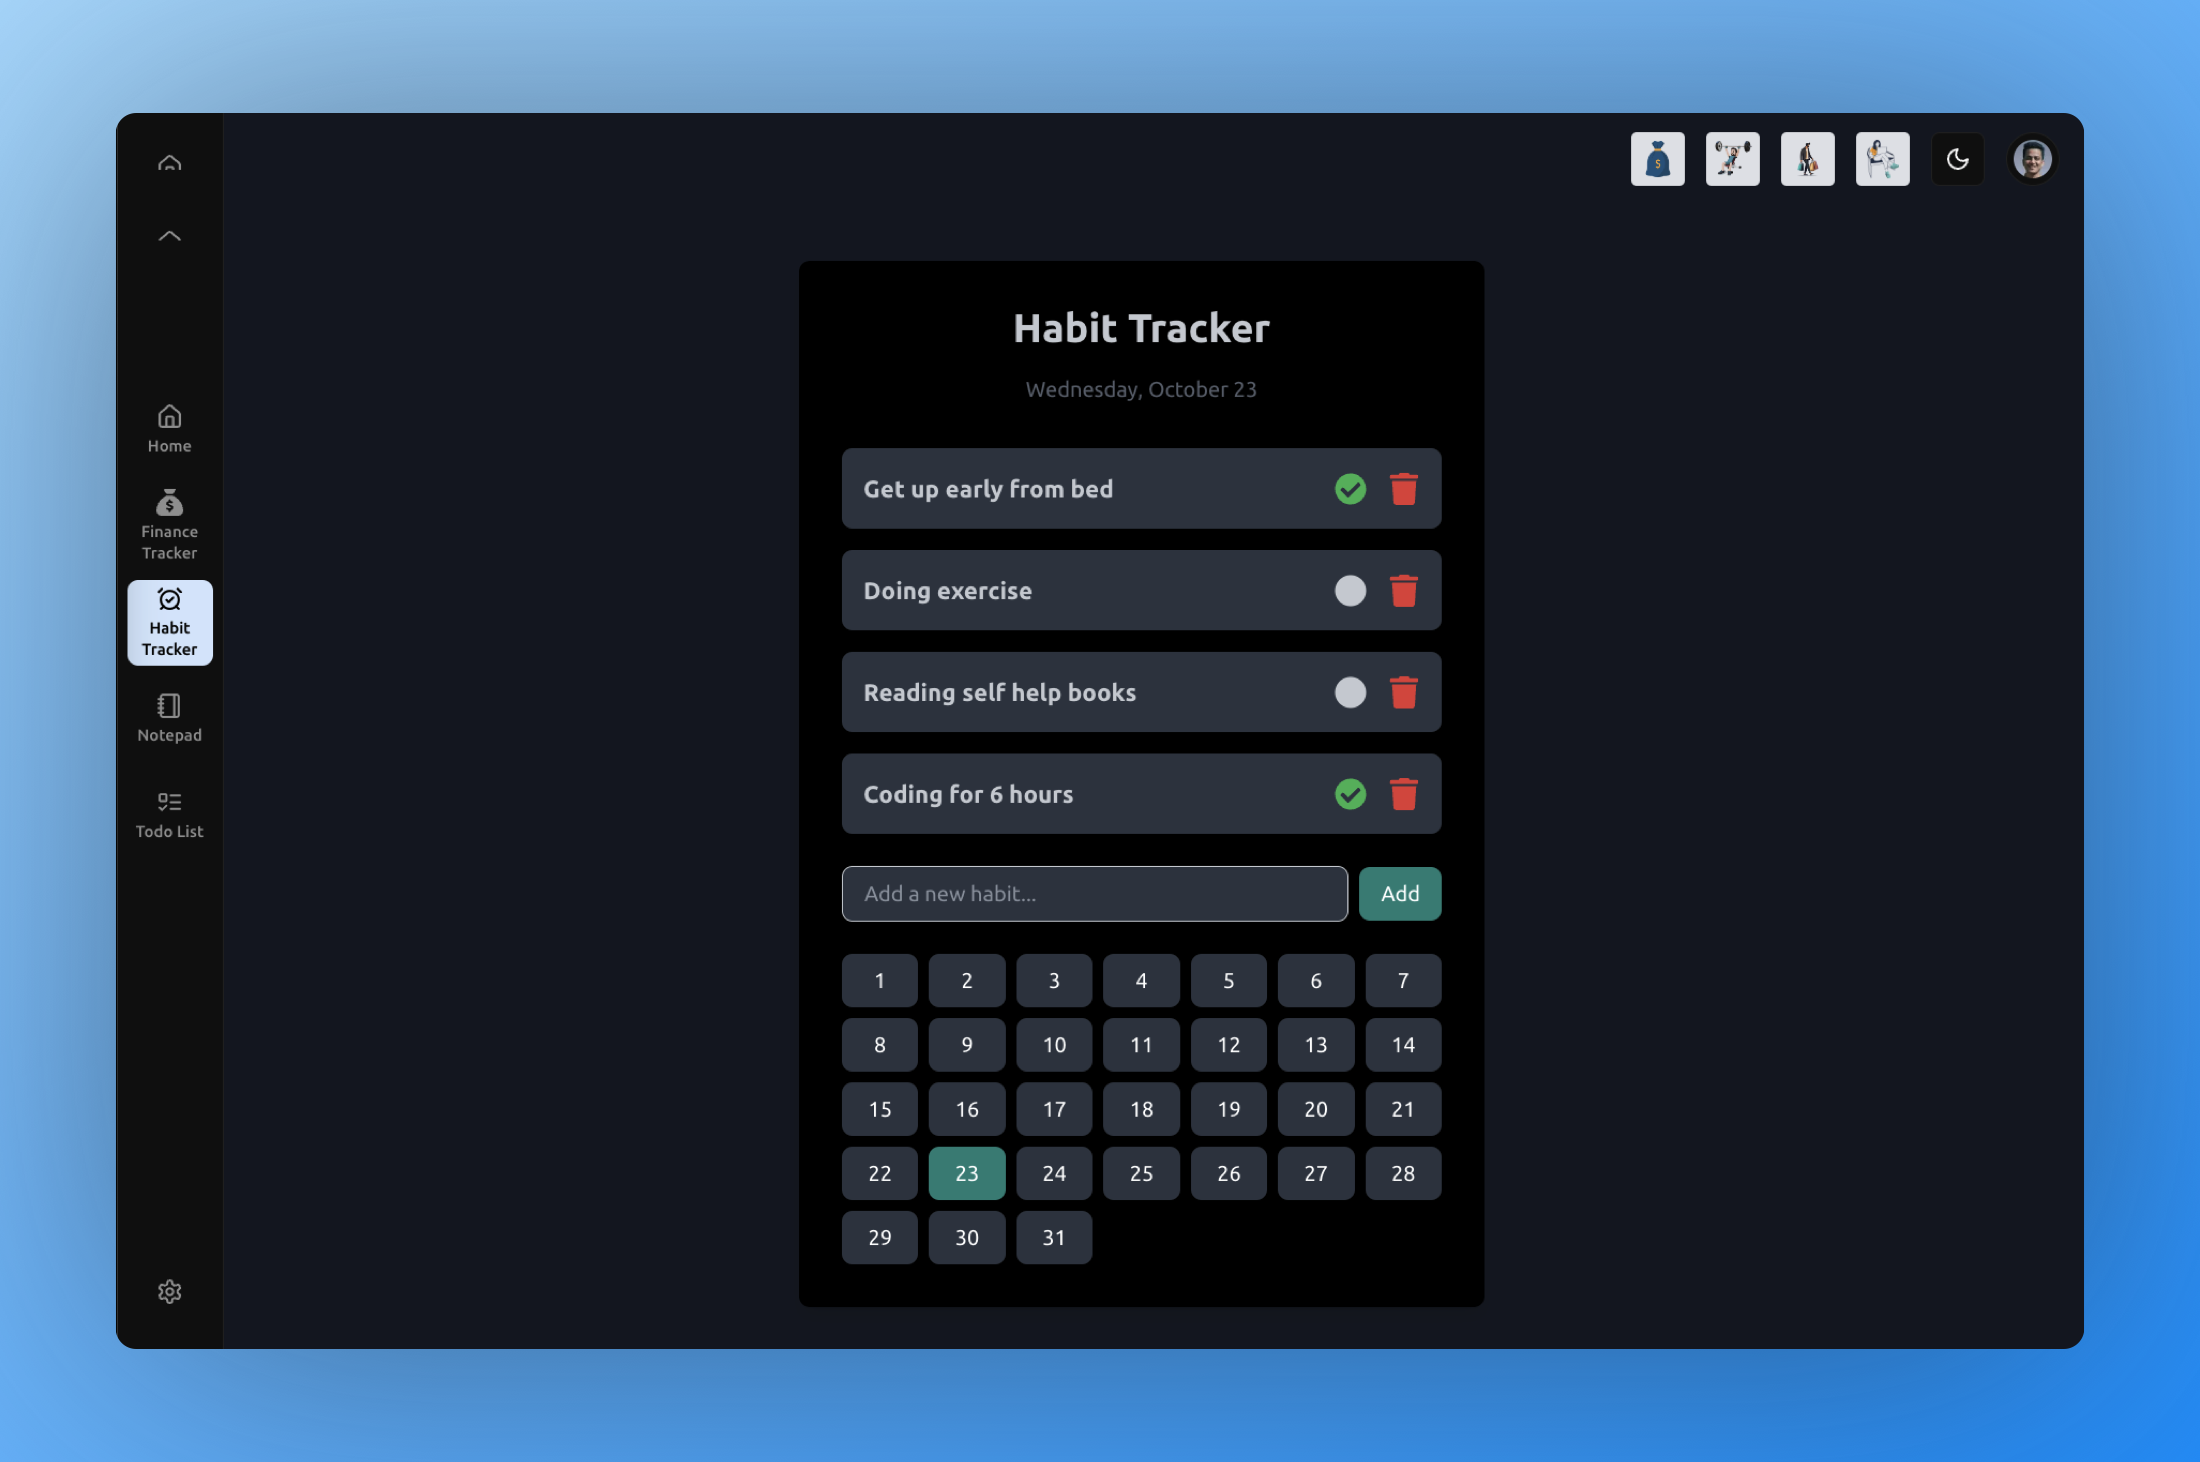 Home
Finance
Tracker
Habit
Tracker
Notepad
Todo List
$
Habit Tracker
Wednesday, October 23
Get up early from bed
Doing exercise
Reading self help books
Coding for 6 hours
Add a new habit...
Add
1 2 3 4 5 6 7
8 9 10 11 12 13 14
15 16 17 18 19 20 21
22 23 24 25 26 27 28
29 30 31